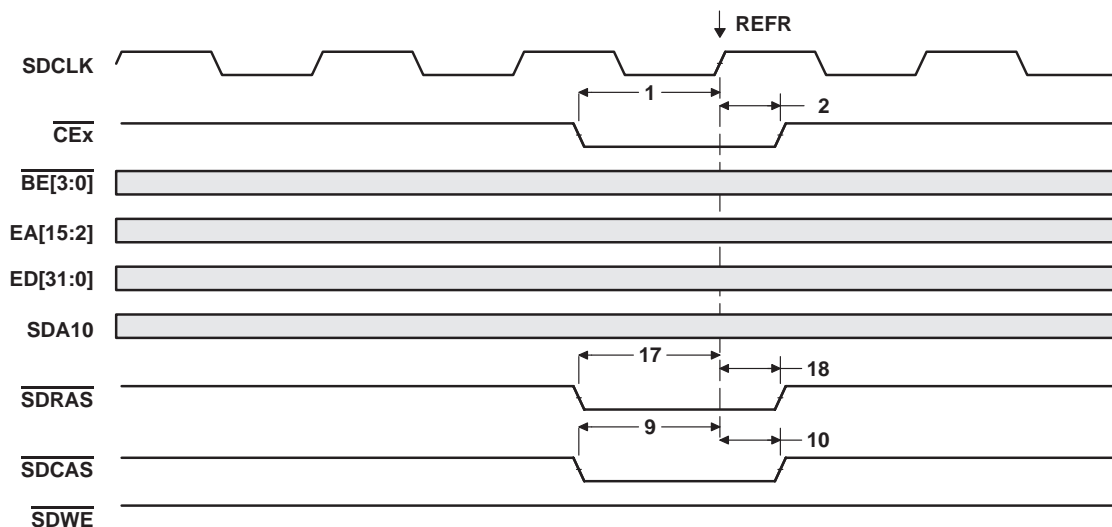 REFR
SDCLK
1
2
CEx
BE[3:0]
EA[15:2]
ED[31:0]
SDA10
17
18
SDRAS
9
10
SDCAS
SDWE